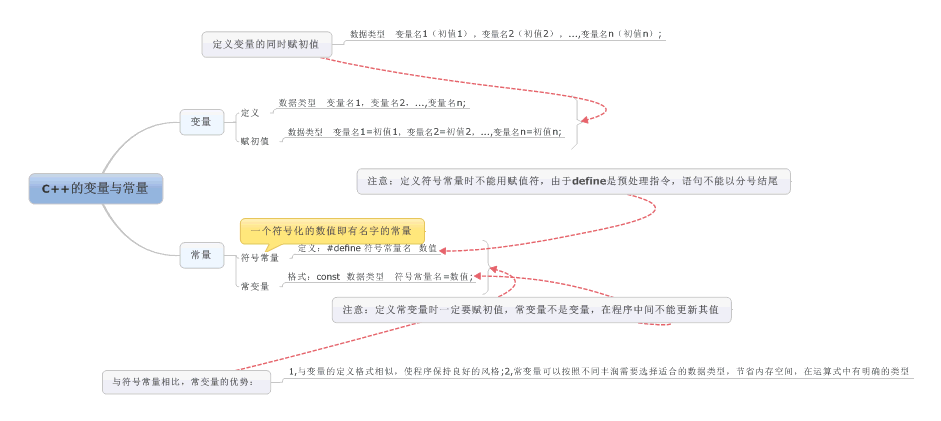 定义变量的同时赋初值
数据类型 变量名1（初值1），变量名2（初值2），...,变量名n（初值n）;
变量
定义
数据类型 变量名1，变量名2，...,变量名n;
赋初值
数据类型 变量名1=初值1，变量名2=初值2，...,变量名n=初值n;
C++的变量与常量
注意：定义符号常量时不能用赋值符，由于define是预处理指令，语句不能以分号结尾
一个符号化的数值即有名字的常量
常量
符号常量
定义：#define 符号常量名 数值
常变量
格式：const 数据类型 符号常量名=数值;
注意：定义常变量时一定要赋初值，常变量不是变量，在程序中间不能更新其值
与符号常量相比，常变量的优势：
1,与变量的定义格式相似，使程序保持良好的风格;2,常变量可以按照不同丰润需要选择适合的数据类型，节省内存空间，在运算式中有明确的类型